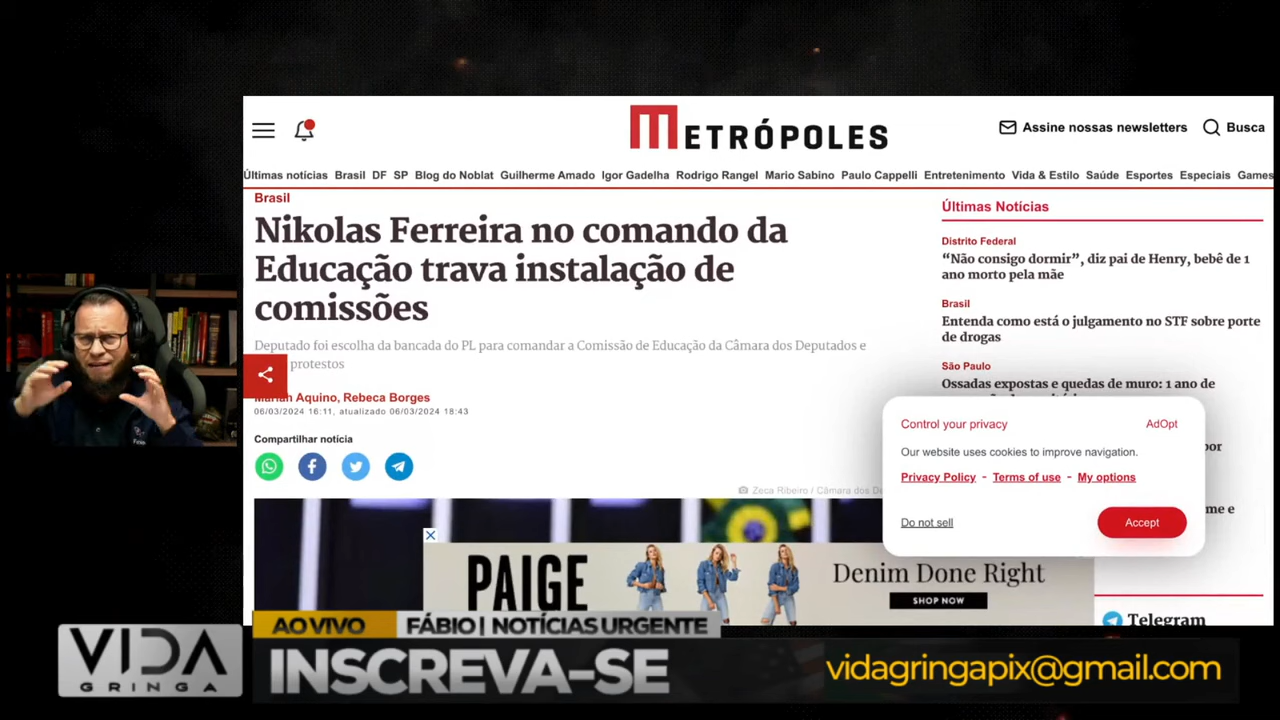 METRÓPOLES
Assine nossas newsletters
Busca
Últimas notícias Brasil DF SP Blog do Noblat Guilherme Amado Igor Gadelha Rodrigo Rangel Mario Sabino Paulo Cappelli Entretenimento Vida & Estilo Saúde Esportes Especiais Games
Brasil
Nikolas Ferreira no comando da
Educação trava instalação de
comissões
Deputado foi escolha da bancada do PL para comandar a Comissão de Educação da Câmara dos Deputados e
protestos
Aquino, Rebeca Borges
06/03/2024 16:11, atualizado 06/03/2024 18:43
Compartilhar notícia
Zeca Ribeiro / Câmara dos
Últimas Notícias
Distrito Federal
“Não consigo dormir”, diz pai de Henry, bebê de 1
ano morto pela mãe
Brasil
Entenda como está o julgamento no STF sobre porte
de drogas
São Paulo
Ossadas expostas e quedas de muro: 1 ano de
Control your privacy
AdOpt
Our website uses cookies to improve navigation.
Privacy Policy - Terms of use - My options
Do not sell
Accept
PAIGE
Denim Done Right
SHOP NOW
Telegram
AO VIVO
FÁBIO | NOTÍCIAS URGENTE
VIDA
GRINGA
INSCREVA-SE
vidagringapix@gmail.com